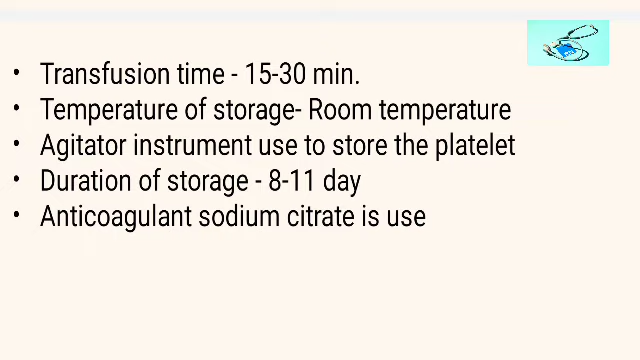 • Transfusion time - 15-30 min.
• Temperature of storage- Room temperature
• Agitator instrument use to store the platelet
• Duration of storage - 8-11 day
• Anticoagulant sodium citrate is use